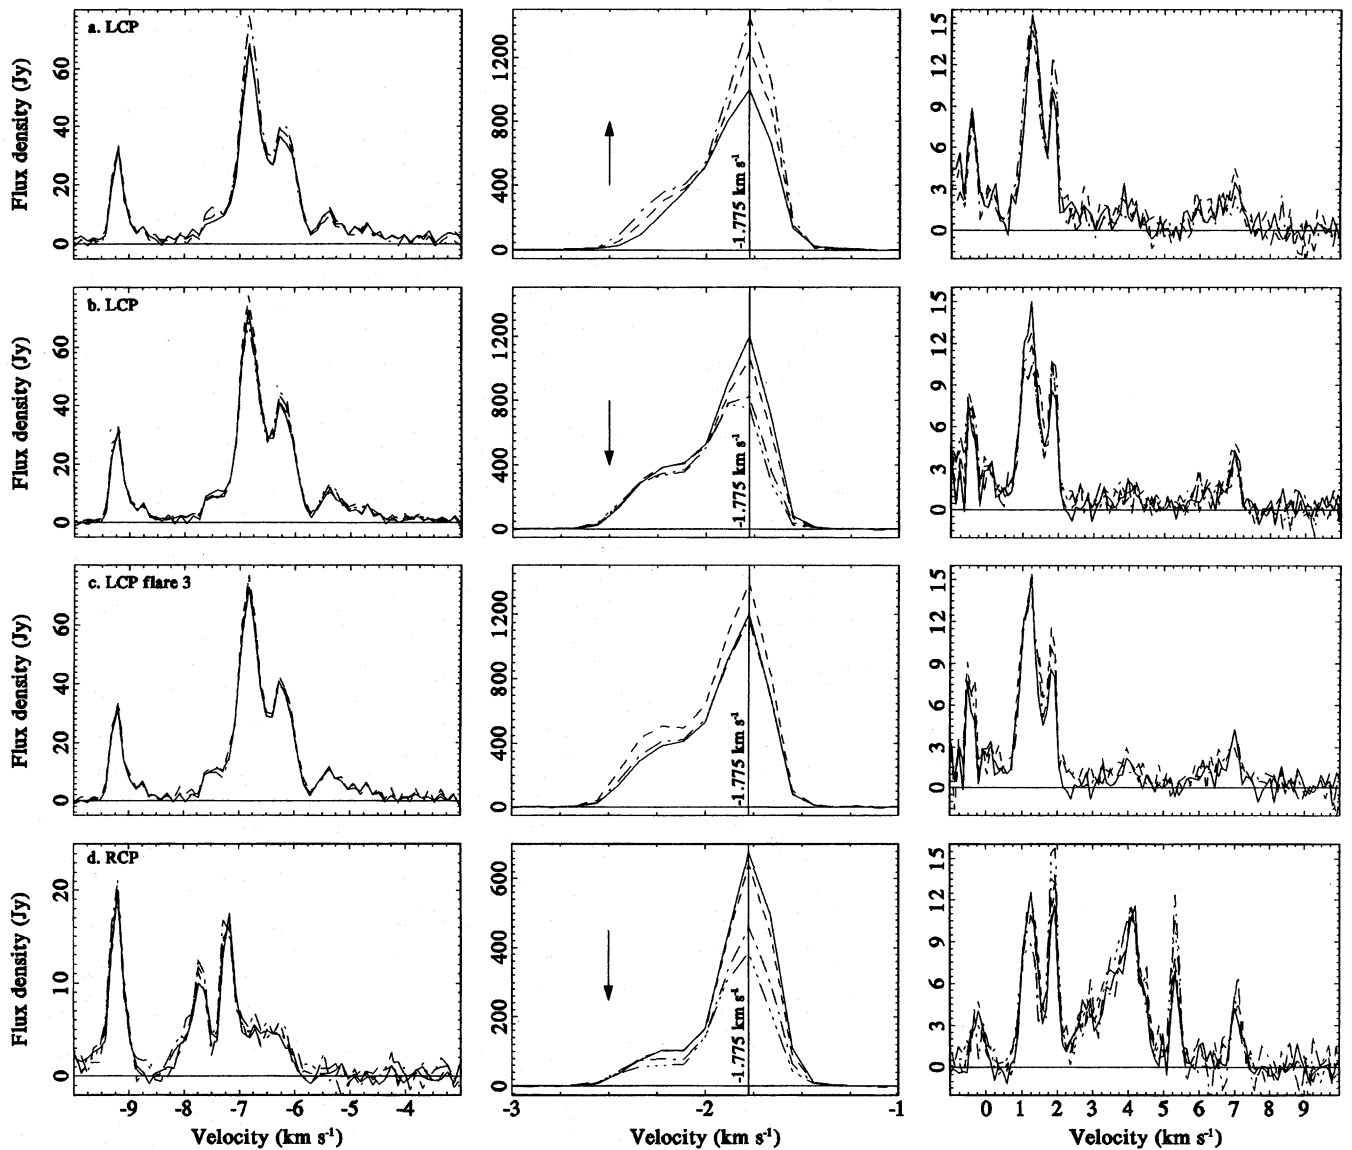 a. LCP
Flux density (Jy)
0 20 40 60
0 400 800 1200
-1.775 km s⁻¹
0 3 6 9 12 15
b. LCP
Flux density (Jy)
0 20 40 60
0 400 800 1200
-1.775 km s⁻¹
0 3 6 9 12 15
c. LCP flare 3
Flux density (Jy)
0 20 40 60
0 400 800 1200
-1.775 km s⁻¹
0 3 6 9 12 15
d. RCP
Flux density (Jy)
0 10 20
0 200 400 600
-1.775 km s⁻¹
0 3 6 9 12 15
-9 -8 -7 -6 -5 -4
-3 -2 -1
0 1 2 3 4 5 6 7 8 9
Velocity (km s⁻¹)
Velocity (km s⁻¹)
Velocity (km s⁻¹)